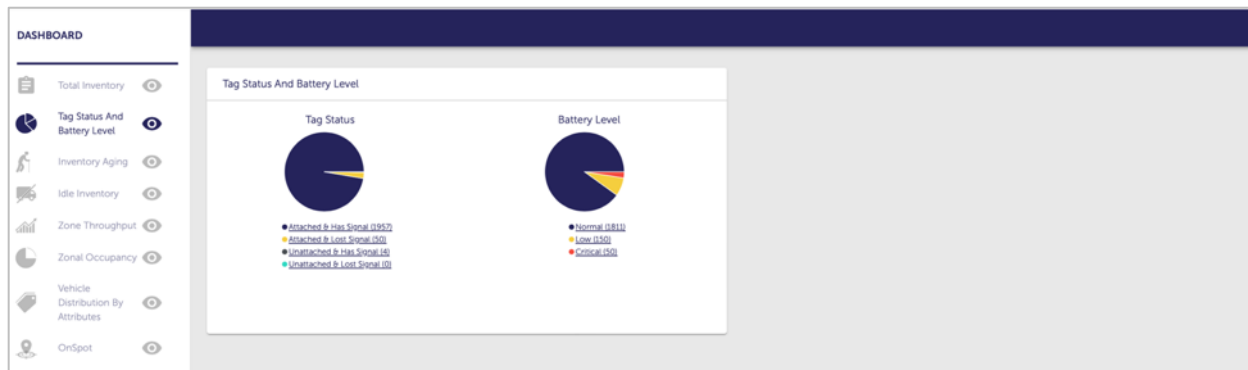 DASHBOARD
Total Inventory
Tag Status And
Battery Level
Inventory Aging
Idle Inventory
Zone Throughput
Zonal Occupancy
Vehicle
Distribution By
Attributes
OnSpot
Tag Status And Battery Level
Tag Status
Attached & Has Signal (1957)
Attached & Lost Signal (50)
Unattached & Has Signal (4)
Unattached & Lost Signal (0)
Battery Level
Normal (1811)
Low (150)
Critical (50)